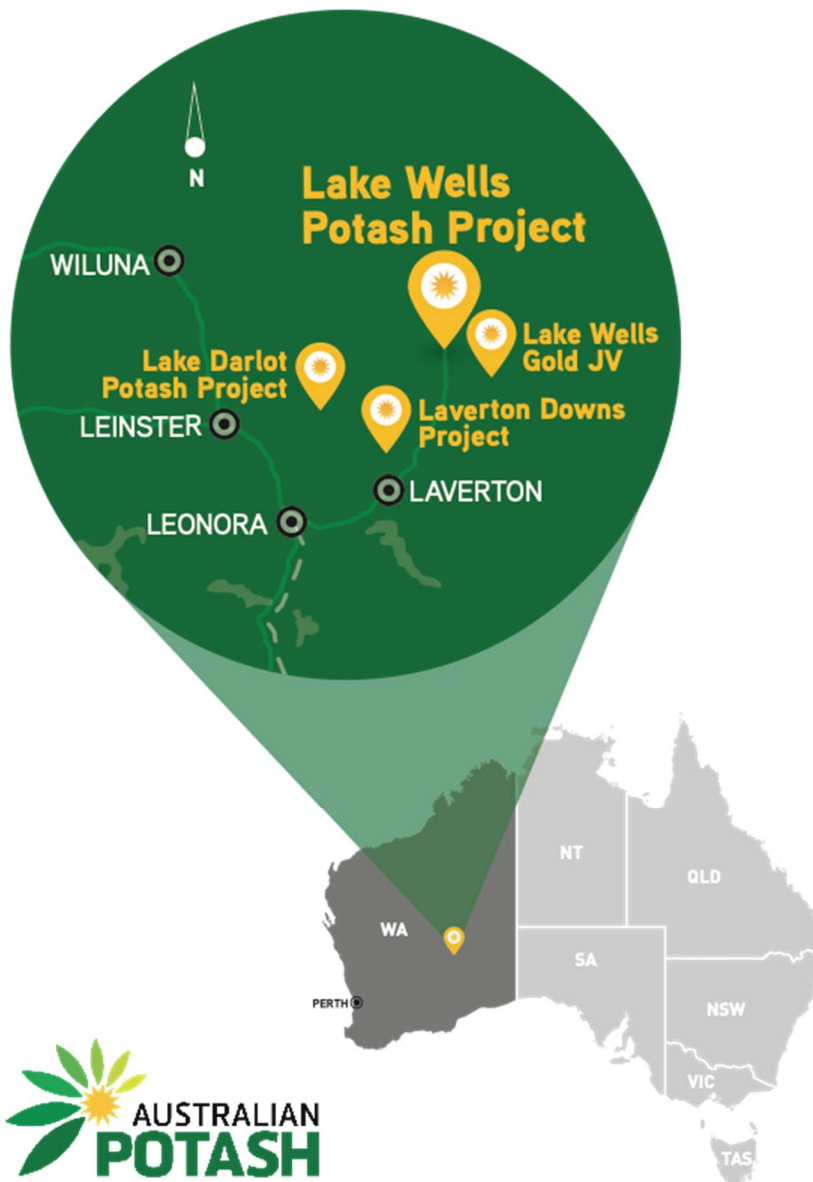 N
Lake Wells
Potash Project
WILUNA
Lake Wells
Gold JV
Lake Darlot
Potash Project
Laverton Downs
Project
LEINSTER
LAVERTON
LEONORA
NT
QLD
WA
SA
PERTH
NSW
VIC
TAS
AUSTRALIAN
POTASH